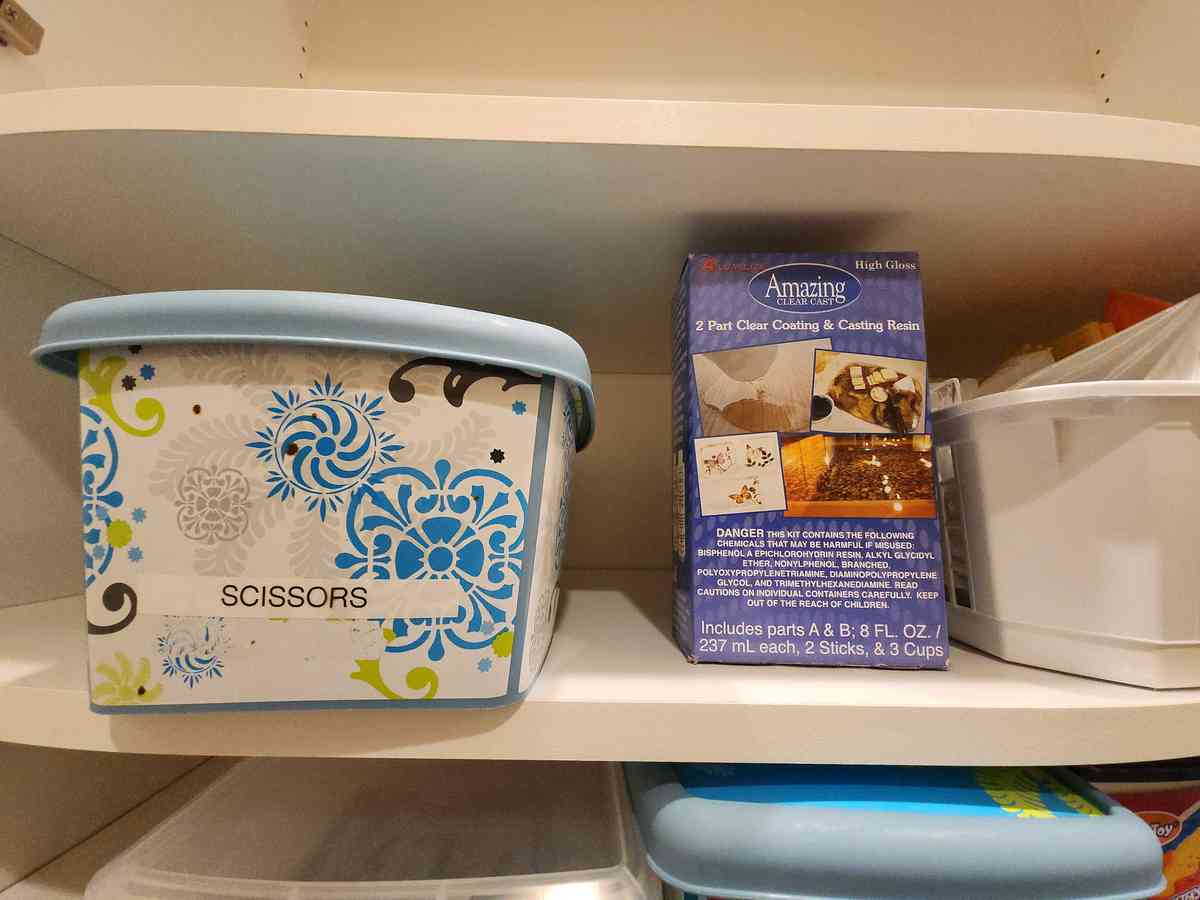 SCISSORS
ALUMILITE
High Gloss
Amazing
CLEAR CAST
2 Part Clear Coating & Casting Resin
DANGER THIS KIT CONTAINS THE FOLLOWING
CHEMICALS THAT MAY BE HARMFUL IF MISUSED:
BISPHENOL A EPICHLOROHYDRIN RESIN, ALKYL GLYCIDYL
ETHER, NONYLPHENOL, BRANCHED,
POLYOXYPROPYLENETRIAMINE, DIAMINOPOLYPROPYLENE
GLYCOL, AND TRIMETHYLHEXANEDIAMINE. READ
CAUTIONS ON INDIVIDUAL CONTAINERS CAREFULLY. KEEP
OUT OF THE REACH OF CHILDREN.
Includes parts A & B; 8 FL. OZ. /
237 mL each, 2 Sticks, & 3 Cups
Toy